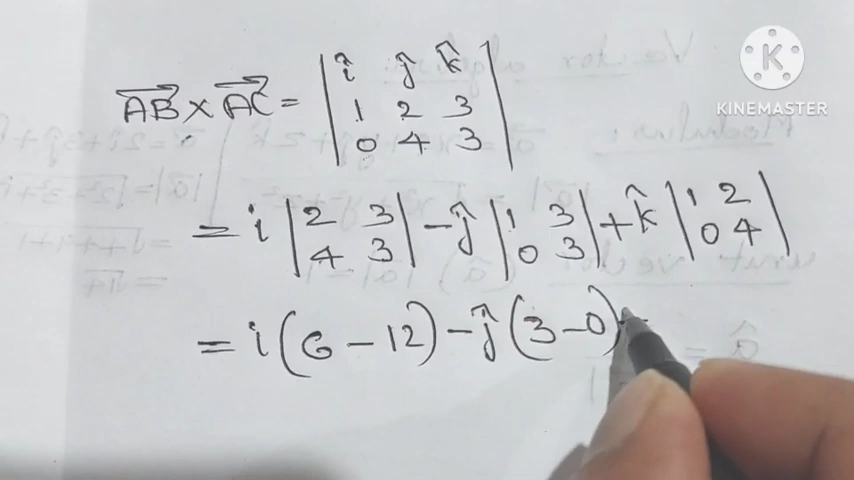 K
KINEMASTER
→AB × →AC = | î ĵ k̂ |
| 1 2 3 |
| 0 4 3 |
= i | 2 3 | - ĵ | 1 3 | + k̂ | 1 2 |
| 4 3 | | 0 3 | | 0 4 |
= i (6 - 12) - ĵ (3 - 0)